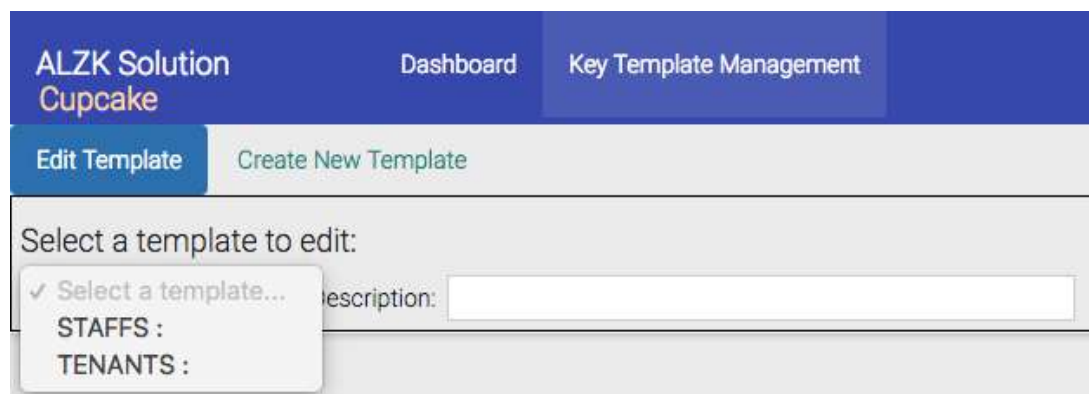 ALZK Solution
Cupcake
Dashboard
Key Template Management
Edit Template
Create New Template
Select a template to edit:
✓ Select a template...
escription:
STAFFS :
TENANTS :